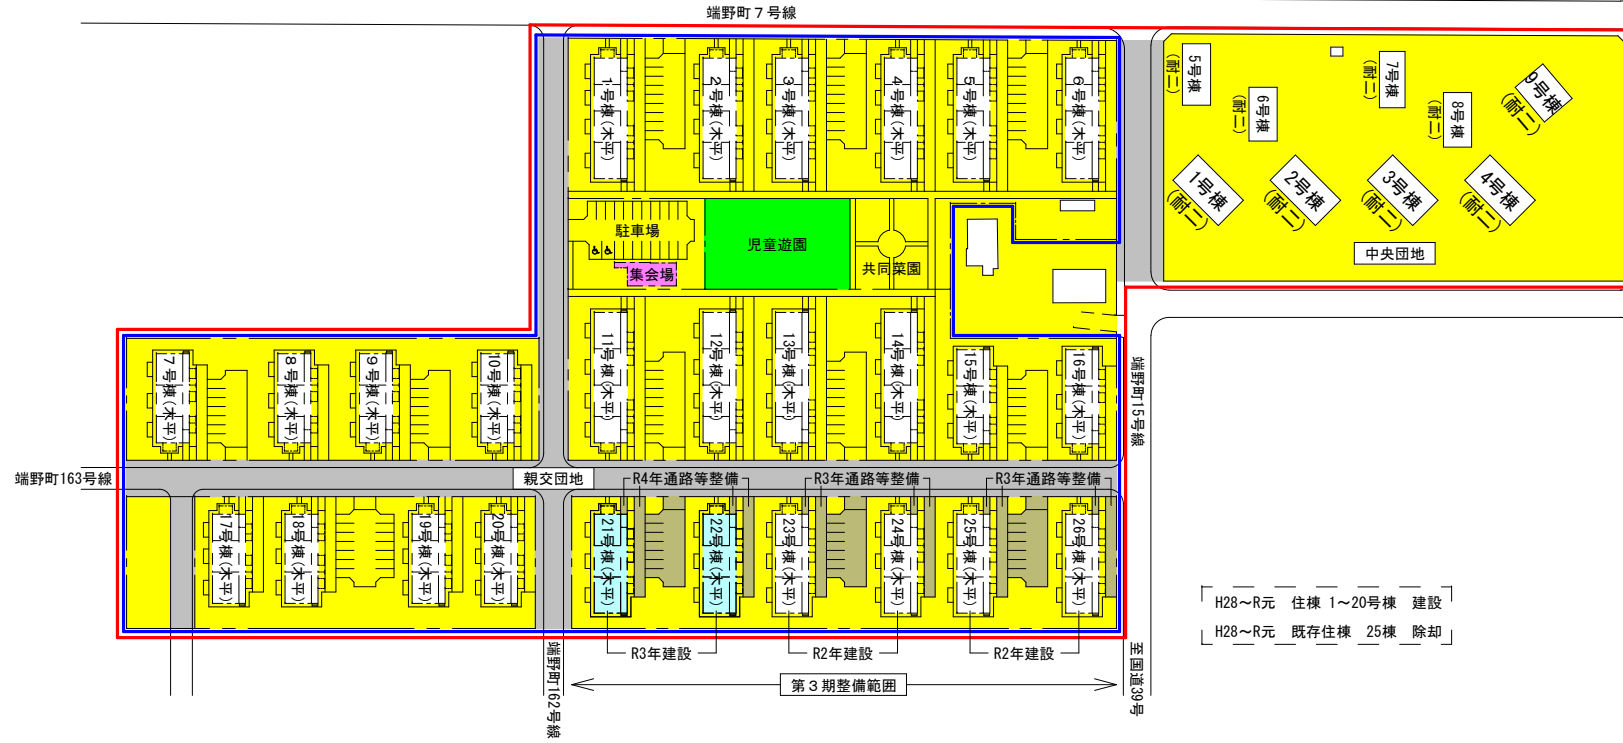 端野町７号線
1号棟(木平)
2号棟(木平)
3号棟(木平)
4号棟(木平)
5号棟(木平)
6号棟(木平)
5号棟
(耐二)
6号棟
(耐二)
7号棟
(耐二)
8号棟
(耐二)
9号棟
(耐二)
1号棟
(耐二)
2号棟
(耐二)
3号棟
(耐二)
4号棟
(耐二)
中央団地
駐車場
集会場
児童遊園
共同菜園
11号棟(木平)
12号棟(木平)
13号棟(木平)
14号棟(木平)
15号棟(木平)
16号棟(木平)
端野町15号線
7号棟(木平)
8号棟(木平)
9号棟(木平)
10号棟(木平)
端野町163号線
親交団地
R4年通路等整備
R3年通路等整備
R3年通路等整備
17号棟(木平)
18号棟(木平)
19号棟(木平)
20号棟(木平)
21号棟(木平)
22号棟(木平)
23号棟(木平)
24号棟(木平)
25号棟(木平)
26号棟(木平)
R3年建設
R2年建設
R2年建設
端野町162号線
第３期整備範囲
至国道39号
H28～R元 住棟 1～20号棟 建設
H28～R元 既存住棟 25棟 除却